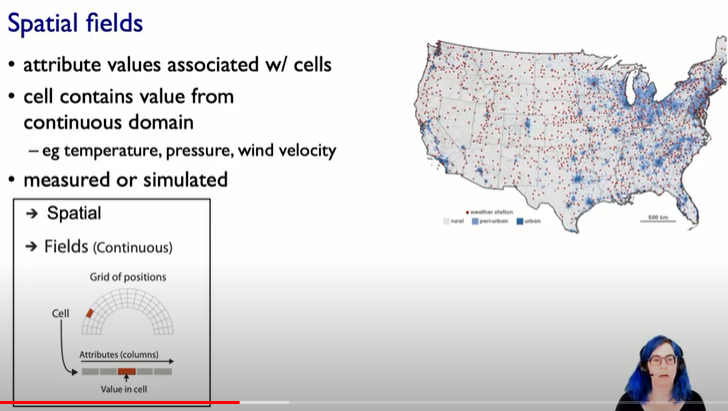 Spatial fields
• attribute values associated w/ cells
• cell contains value from
continuous domain
– eg temperature, pressure, wind velocity
• measured or simulated
→ Spatial
→ Fields (Continuous)
Grid of positions
Cell
Attributes (columns)
Value in cell
weather station
rural peri-urban urban
500 km